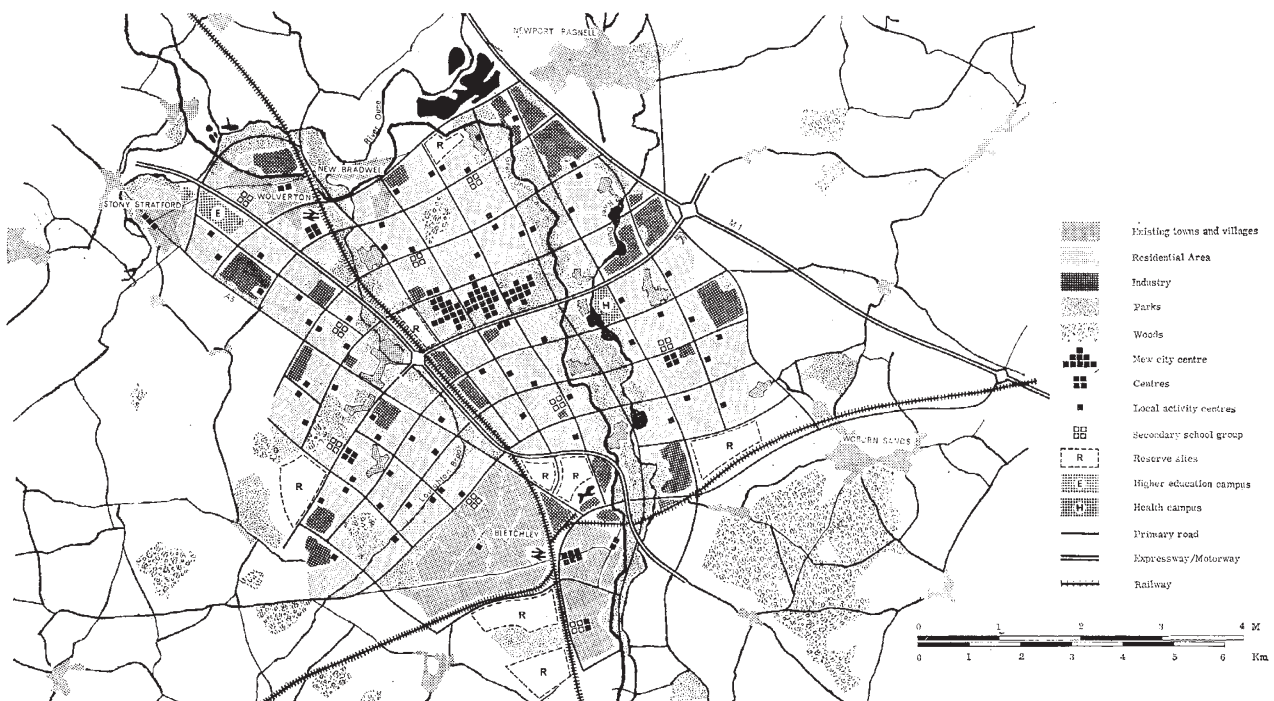 NEWPORT PAGNELL
River Ouse
R
NEW BRADWELL
WOLVERTON
STONY STRATFORD
E
M1
A5
H
R
R
WOBURN SANDS
R
R
R
BLETCHLEY
R
R
Existing towns and villages
Residential Area
Industry
Parks
Woods
New city centre
Centres
Local activity centres
Secondary school group
R Reserve sites
E Higher education campus
H Health campus
Primary road
Expressway/Motorway
Railway
0 1 2 3 4 M
0 1 2 3 4 5 6 Km